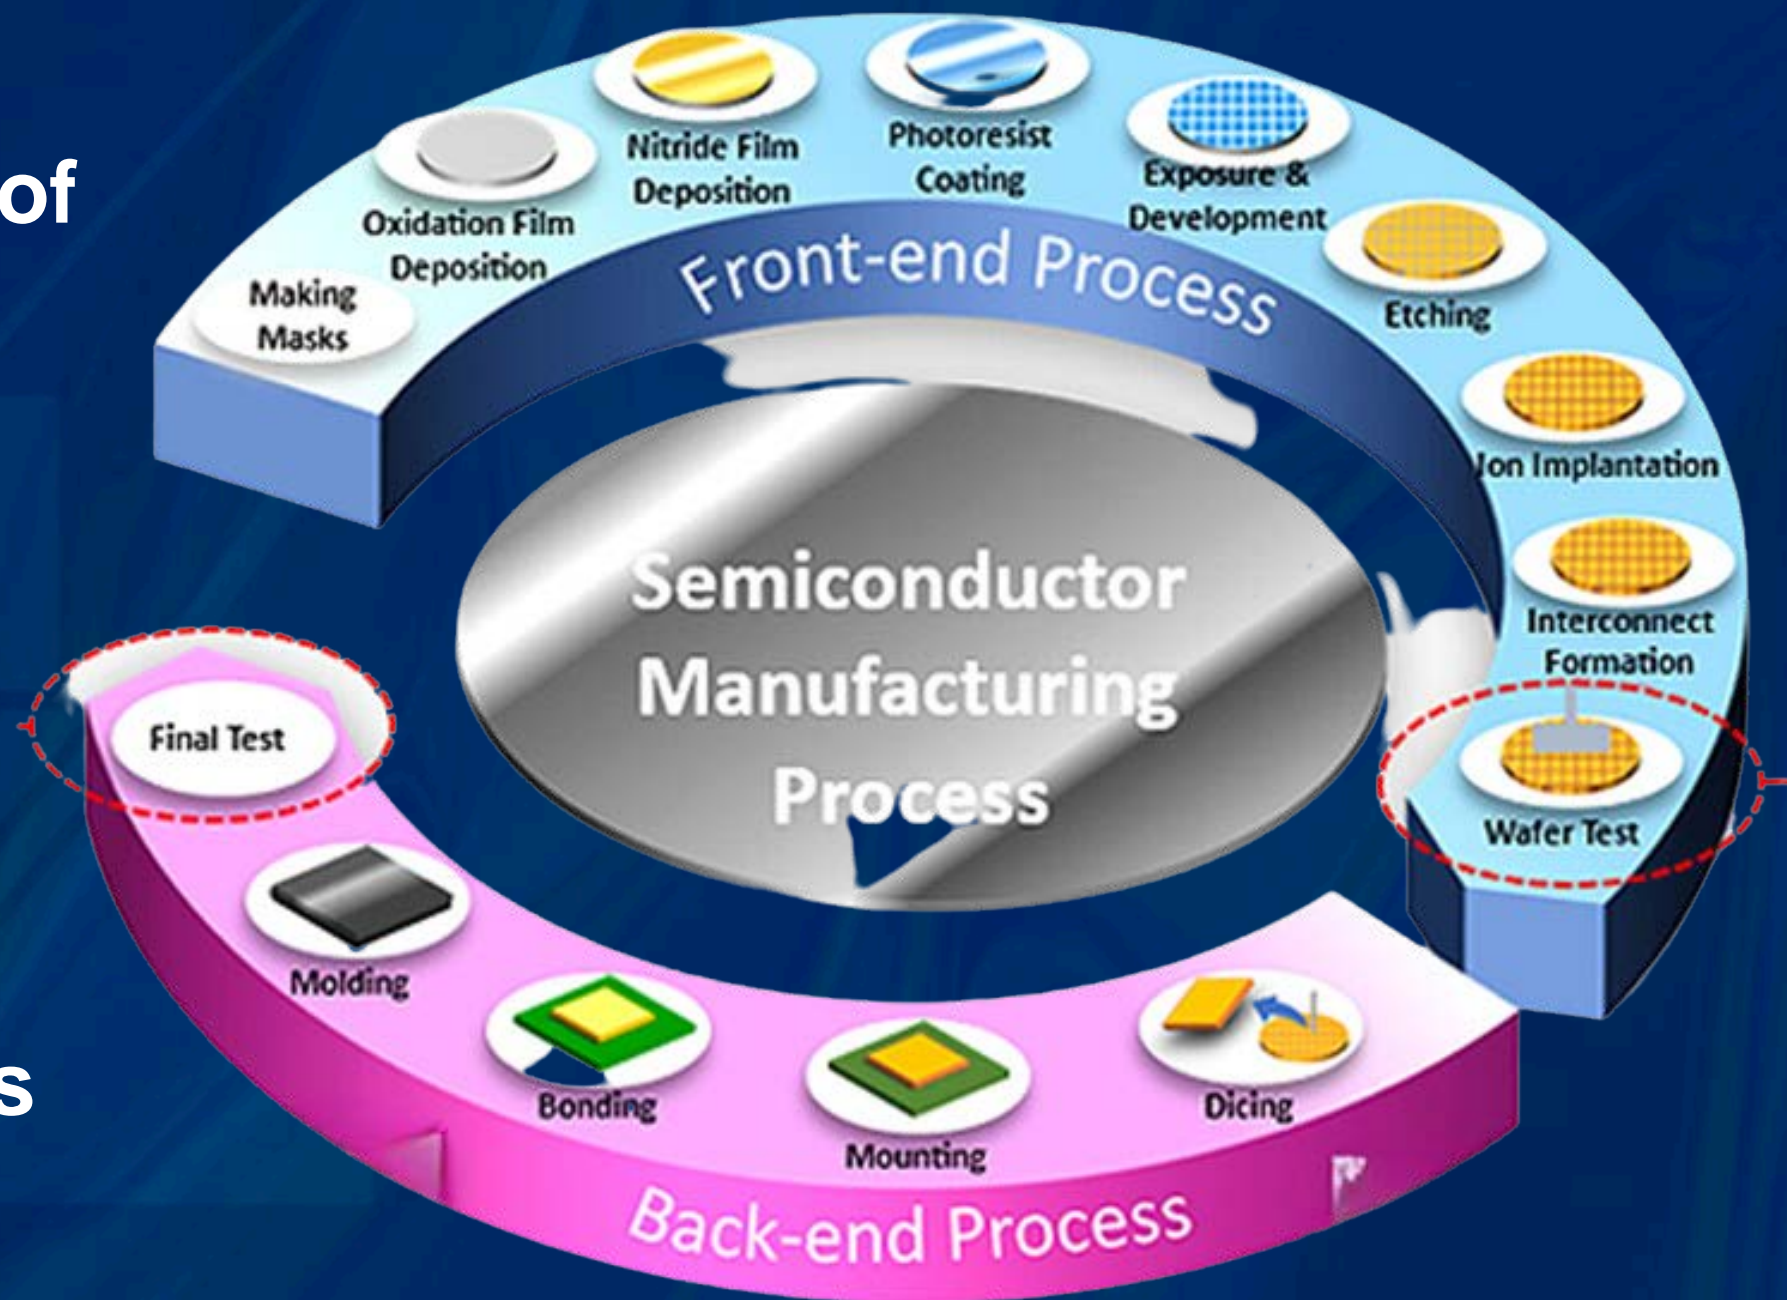 of
s
Making
Masks
Oxidation Film
Deposition
Nitride Film
Deposition
Photoresist
Coating
Exposure &
Development
Etching
Ion Implantation
Interconnect
Formation
Wafer Test
Front-end Process
Semiconductor
Manufacturing
Process
Dicing
Mounting
Bonding
Molding
Final Test
Back-end Process